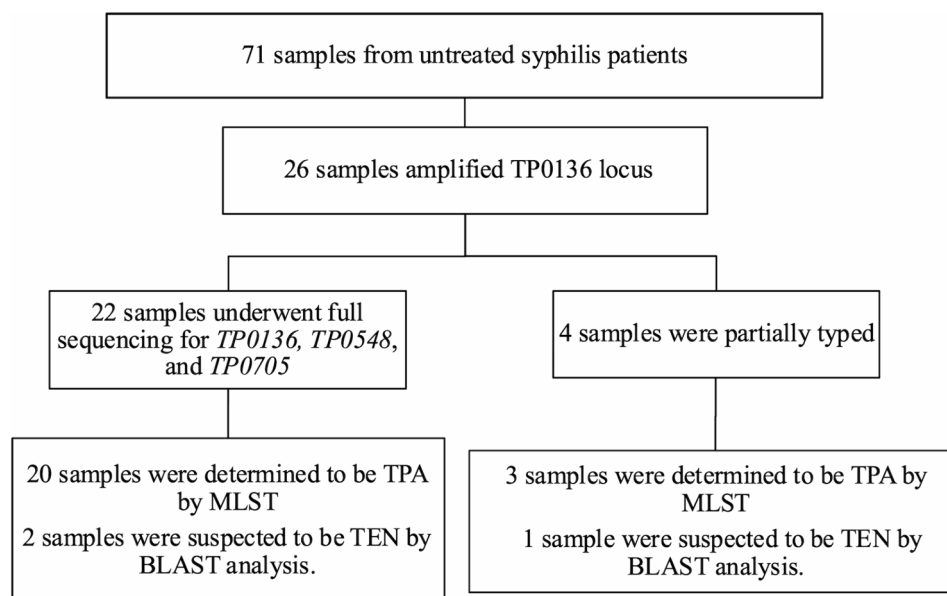 71 samples from untreated syphilis patients
26 samples amplified TP0136 locus
22 samples underwent full
sequencing for TP0136, TP0548,
and TP0705
4 samples were partially typed
20 samples were determined to be TPA
by MLST
2 samples were suspected to be TEN by
BLAST analysis.
3 samples were determined to be TPA by
MLST
1 sample were suspected to be TEN by
BLAST analysis.